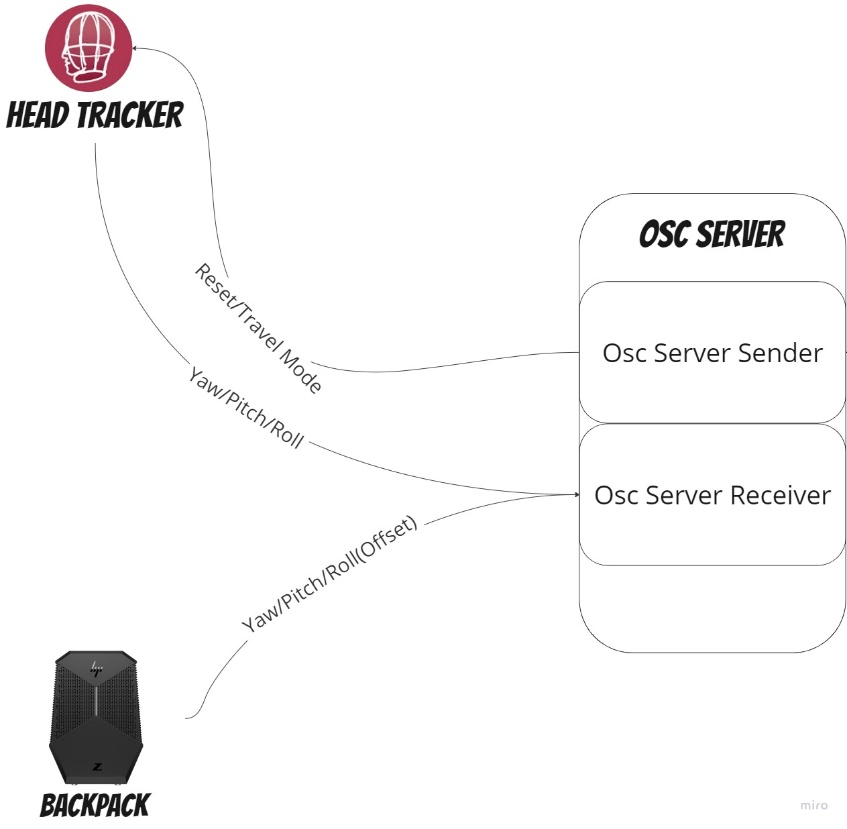 HEAD TRACKER
OSC SERVER
Reset/Travel Mode
Osc Server Sender
Yaw/Pitch/Roll
Osc Server Receiver
Yaw/Pitch/Roll(Offset)
hp
Z
BACKPACK
miro